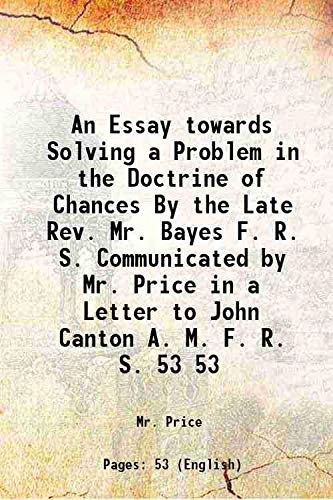 An Essay towards
Solving a Problem in
the Doctrine of
Chances By the Late
Rev. Mr. Bayes F. R.
S. Communicated by
Mr. Price in a
Letter to John
Canton A. M. F. R.
S. 53 53
Mr. Price
Pages: 53 (English)